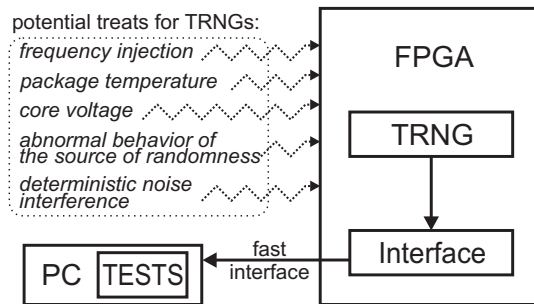 potential treats for TRNGs:
frequency injection
package temperature
core voltage
abnormal behavior of
the source of randomness
deterministic noise
interference
FPGA
TRNG
Interface
fast
interface
PC
TESTS